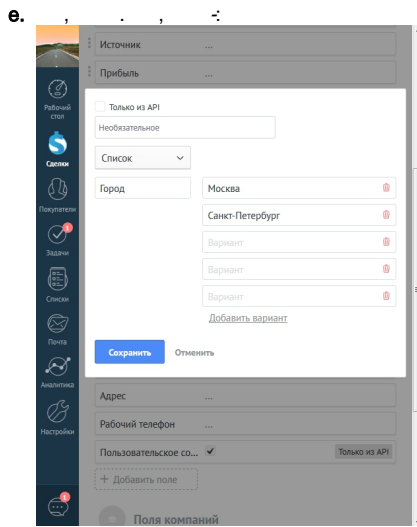 e. , , . , -:
Источник ...
Прибыль ...
Только из API
Необязательное
Список
Город Москва
Санкт-Петербург
Вариант
Вариант
Вариант
Добавить вариант
Сохранить Отменить
Адрес ...
Рабочий телефон ...
Пользовательское со... Только из API
+ Добавить поле
Поля компаний
Рабочий
стол
Сделки
Покупатели
1
Задачи
Списки
Почта
Аналитика
Настройки
1